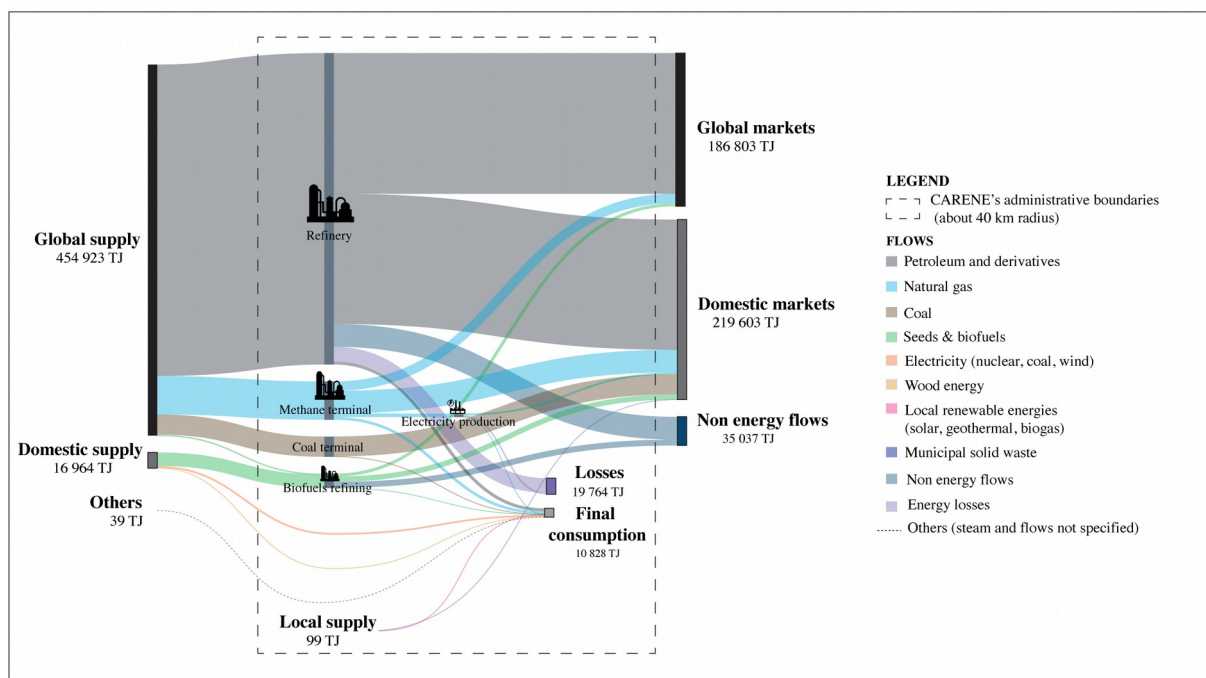 Global supply
454 923 TJ
Domestic supply
16 964 TJ
Others
39 TJ
Local supply
99 TJ
Refinery
Methane terminal
Coal terminal
Biofuels refining
Electricity production
Losses
19 764 TJ
Final
consumption
10 828 TJ
Global markets
186 803 TJ
Domestic markets
219 603 TJ
Non energy flows
35 037 TJ
LEGEND
CARENE's administrative boundaries
(about 40 km radius)
FLOWS
Petroleum and derivatives
Natural gas
Coal
Seeds & biofuels
Electricity (nuclear, coal, wind)
Wood energy
Local renewable energies
(solar, geothermal, biogas)
Municipal solid waste
Non energy flows
Energy losses
Others (steam and flows not specified)